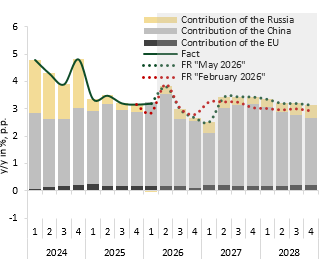 Contribution of the Russia
Contribution of the China
Contribution of the EU
Fact
FR "May 2026"
FR "February 2026"
y/y in %, p.p.
6
5
4
3
2
1
0
-1
1 2 3 4 1 2 3 4 1 2 3 4 1 2 3 4 1 2 3 4
2024 2025 2026 2027 2028